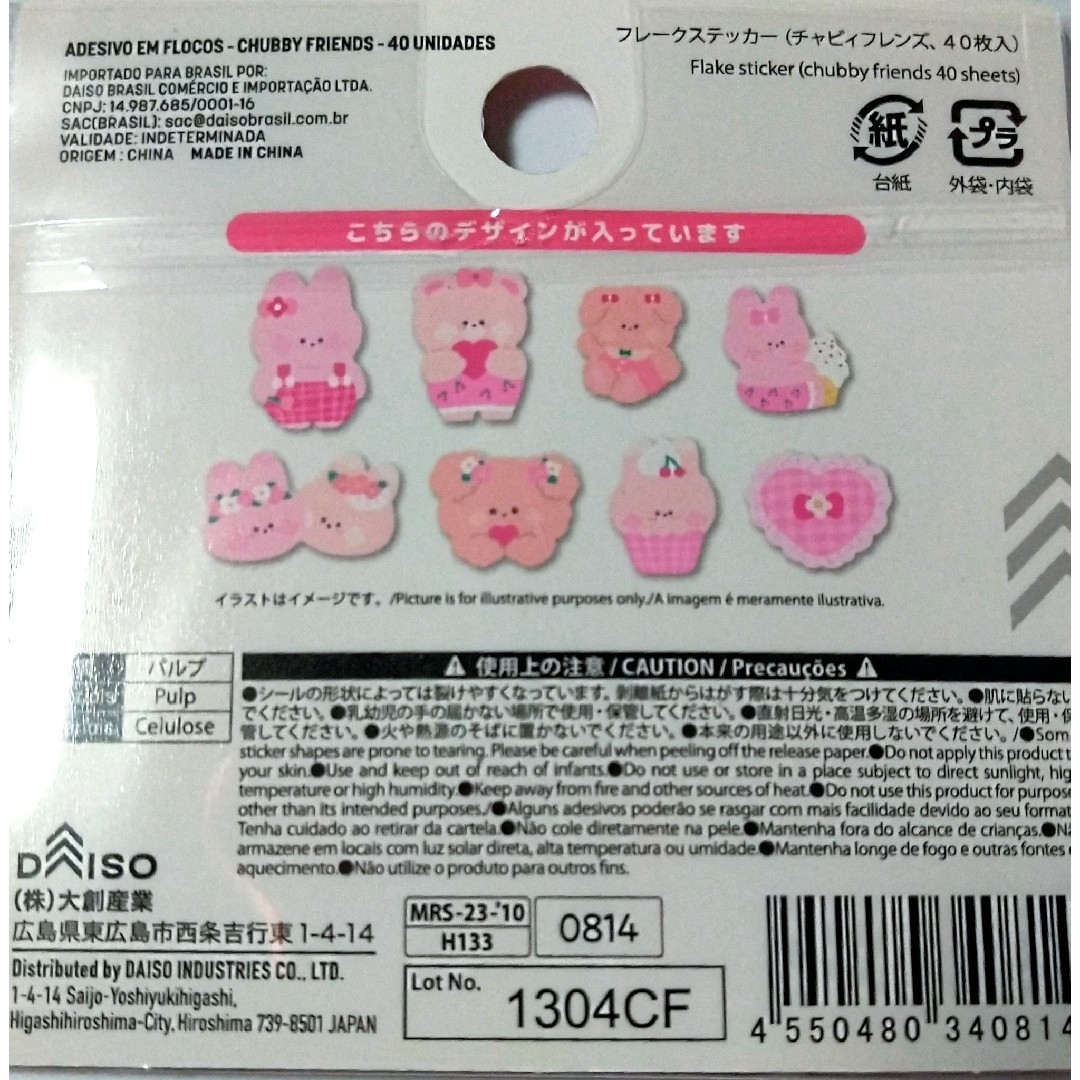 ADESIVO EM FLOCOS - CHUBBY FRIENDS - 40 UNIDADES
IMPORTADO PARA BRASIL POR:
DAISO BRASIL COMÉRCIO E IMPORTAÇÃO LTDA.
CNPJ: 14.987.685/0001-16
SAC(BRASIL): sac@daisobrasil.com.br
VALIDADE: INDETERMINADA
ORIGEM : CHINA MADE IN CHINA
フレークステッカー (チャビィフレンズ、40枚入)
Flake sticker (chubby friends 40 sheets)
紙
プラ
台紙
外袋・内袋
こちらのデザインが入っています
イラストはイメージです。/Picture is for illustrative purposes only./A imagem é meramente ilustrativa.
パルプ
Pulp
Celulose
使用上の注意 / CAUTION / Precauções
●シールの形状によっては裂けやすくなっています。剥離紙からはがす際は十分気をつけてください。●肌に貼らない
でください。●乳幼児の手の届かない場所で使用・保管してください。●直射日光・高温多湿の場所を避けて、使用・保
管してください。●火や熱源のそばに置かないでください。●本来の用途以外に使用しないでください。/●Som
sticker shapes are prone to tearing. Please be careful when peeling off the release paper.●Do not apply this product t
your skin.●Use and keep out of reach of infants.●Do not use or store in a place subject to direct sunlight, hig
temperature or high humidity.●Keep away from fire and other sources of heat.●Do not use this product for purpose
other than its intended purposes./●Alguns adesivos poderão se rasgar com mais facilidade devido ao seu format
Tenha cuidado ao retirar da cartela.●Não cole diretamente na pele.●Mantenha fora do alcance de crianças.●Nã
armazene em locais com luz solar direta, alta temperatura ou umidade.●Mantenha longe de fogo e outras fontes
aquecimento.●Não utilize o produto para outros fins.
DAISO
(株)大創産業
広島県東広島市西条吉行東 1-4-14
Distributed by DAISO INDUSTRIES CO., LTD.
1-4-14 Saijo-Yoshiyukihigashi,
Higashihiroshima-City, Hiroshima 739-8501 JAPAN
MRS-23-'10
H133
0814
Lot No.
1304CF
4 550480 340814